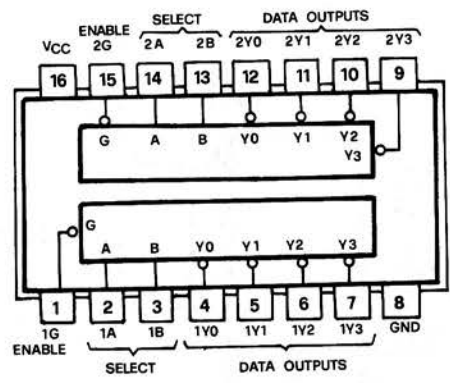 SELECT DATA OUTPUTS
ENABLE
VCC 2G 2A 2B 2Y0 2Y1 2Y2 2Y3
16 15 14 13 12 11 10 9
G A B Y0 Y1 Y2
Y3
G
A B Y0 Y1 Y2 Y3
1 2 3 4 5 6 7 8
1G 1A 1B 1Y0 1Y1 1Y2 1Y3 GND
ENABLE
SELECT DATA OUTPUTS